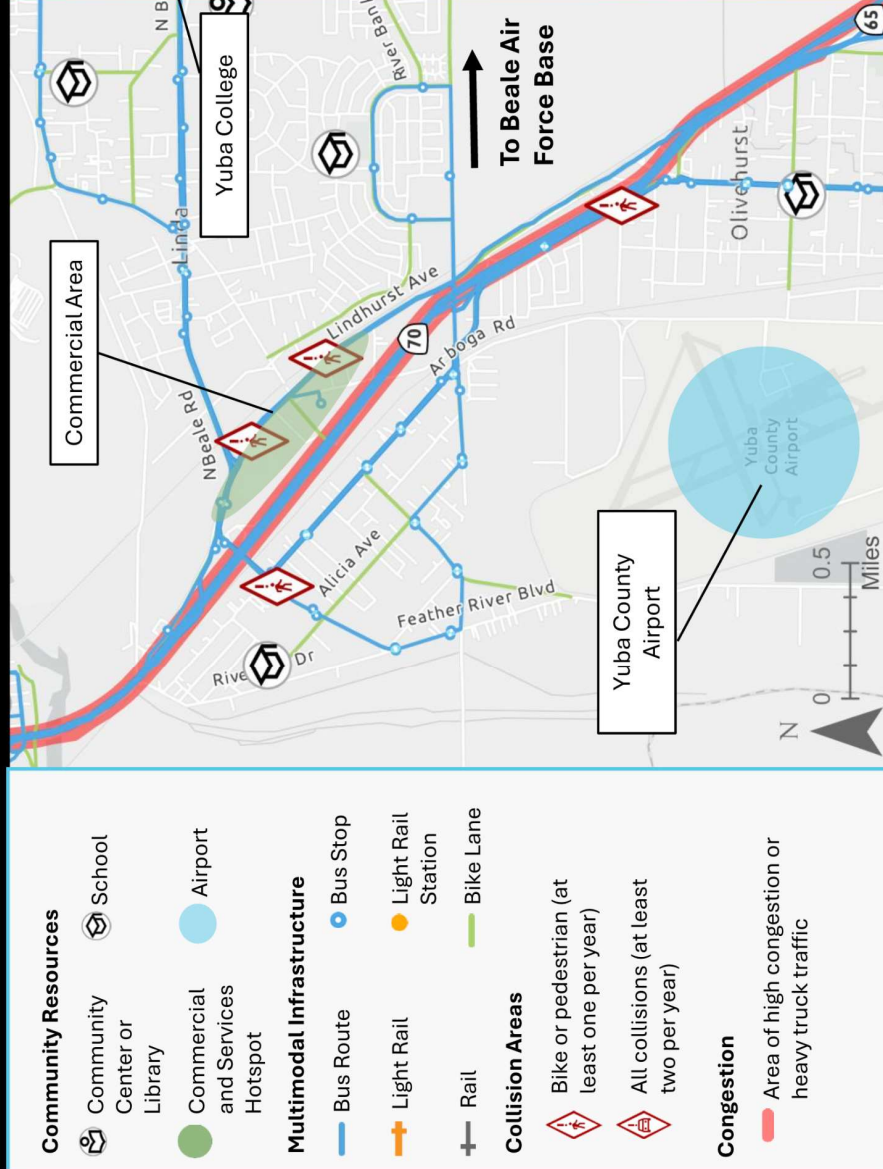 Community Resources
Community
Center or
Library
School
Commercial
and Services
Hotspot
Airport
Multimodal Infrastructure
Bus Route
Bus Stop
Light Rail
Light Rail
Station
Rail
Bike Lane
Collision Areas
Bike or pedestrian (at
least one per year)
All collisions (at least
two per year)
Congestion
Area of high congestion or
heavy truck traffic
Commercial Area
Yuba College
N B
Linda
N Beale Rd
River Bank
To Beale Air
Force Base
Lindhurst Ave
70
65
Arboga Rd
Olivehurst
Alicia Ave
Feather River Blvd
Dr
Yuba
County
Airport
Yuba County
Airport
N
0
0.5
Miles